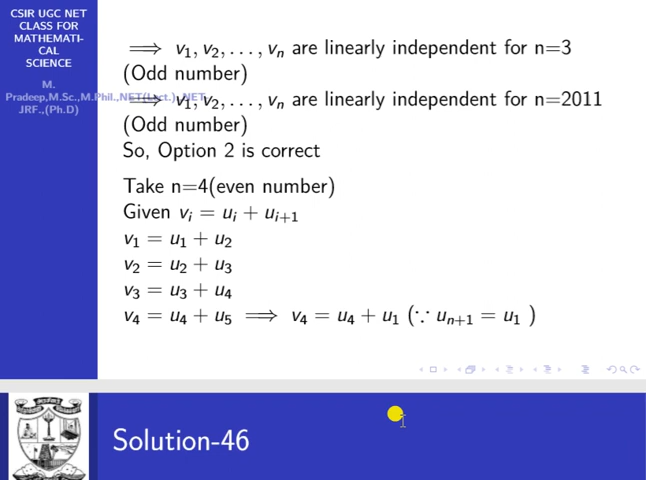 CSIR UGC NET
CLASS FOR
MATHEMATI-
CAL
SCIENCE
M.
Pradeep,M.Sc.,M.Phil.,NET(Lect.),NET
JRF.,(Ph.D)
⟹ v₁, v₂, . . . , vₙ are linearly independent for n=3
(Odd number)
⟹ v₁, v₂, . . . , vₙ are linearly independent for n=2011
(Odd number)
So, Option 2 is correct
Take n=4(even number)
Given vᵢ = uᵢ + uᵢ₊₁
v₁ = u₁ + u₂
v₂ = u₂ + u₃
v₃ = u₃ + u₄
v₄ = u₄ + u₅ ⟹ v₄ = u₄ + u₁ (∵ uₙ₊₁ = u₁ )
Solution-46